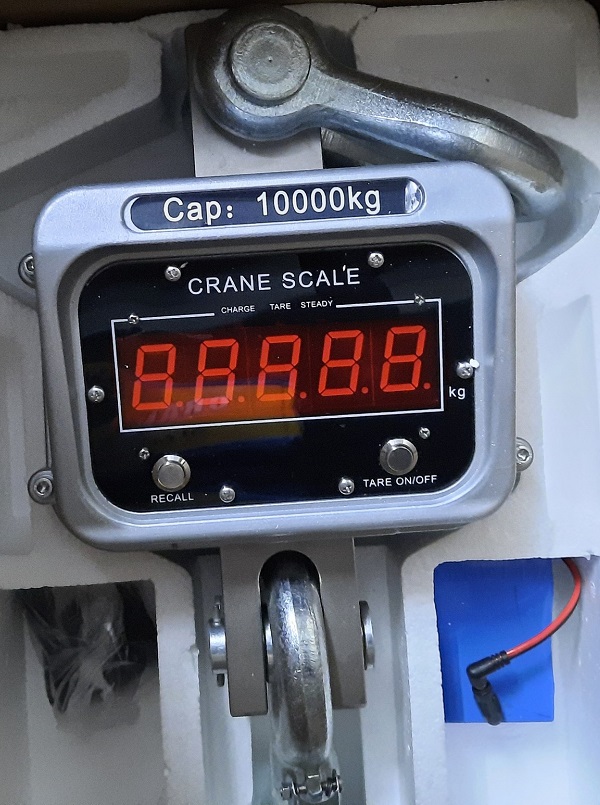 Cap: 10000kg
CRANE SCALE
CHARGE TARE STEADY
88888
kg
RECALL
TARE ON/OFF